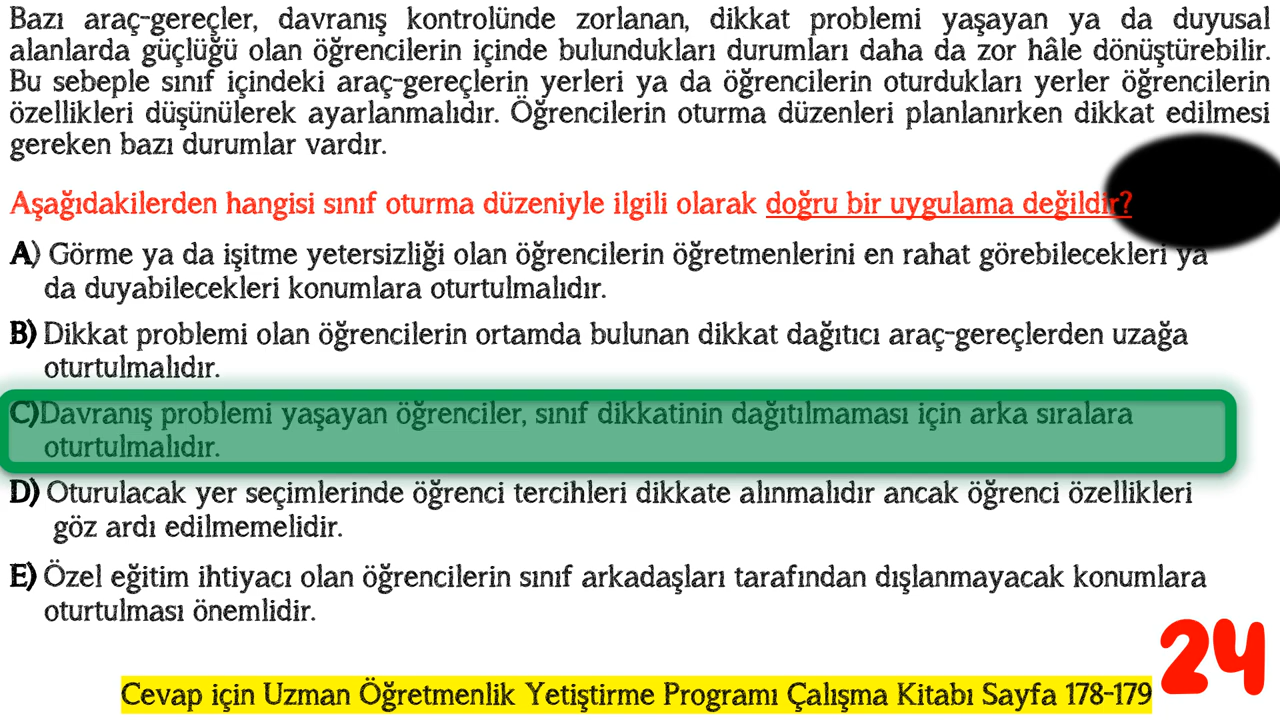 Bazı araç-gereçler, davranış kontrolünde zorlanan, dikkat problemi yaşayan ya da duyusal
alanlarda güçlüğü olan öğrencilerin içinde bulundukları durumları daha da zor hâle dönüştürebilir.
Bu sebeple sınıf içindeki araç-gereçlerin yerleri ya da öğrencilerin oturdukları yerler öğrencilerin
özellikleri düşünülerek ayarlanmalıdır. Öğrencilerin oturma düzenleri planlanırken dikkat edilmesi
gereken bazı durumlar vardır.
Aşağıdakilerden hangisi sınıf oturma düzeniyle ilgili olarak doğru bir uygulama değildir?
A) Görme ya da işitme yetersizliği olan öğrencilerin öğretmenlerini en rahat görebilecekleri ya
da duyabilecekleri konumlara oturtulmalıdır.
B) Dikkat problemi olan öğrencilerin ortamda bulunan dikkat dağıtıcı araç-gereçlerden uzağa
oturtulmalıdır.
C)Davranış problemi yaşayan öğrenciler, sınıf dikkatinin dağıtılmaması için arka sıralara
oturtulmalıdır.
D) Oturulacak yer seçimlerinde öğrenci tercihleri dikkate alınmalıdır ancak öğrenci özellikleri
göz ardı edilmemelidir.
E) Özel eğitim ihtiyacı olan öğrencilerin sınıf arkadaşları tarafından dışlanmayacak konumlara
oturtulması önemlidir.
24
Cevap için Uzman Öğretmenlik Yetiştirme Programı Çalışma Kitabı Sayfa 178-179